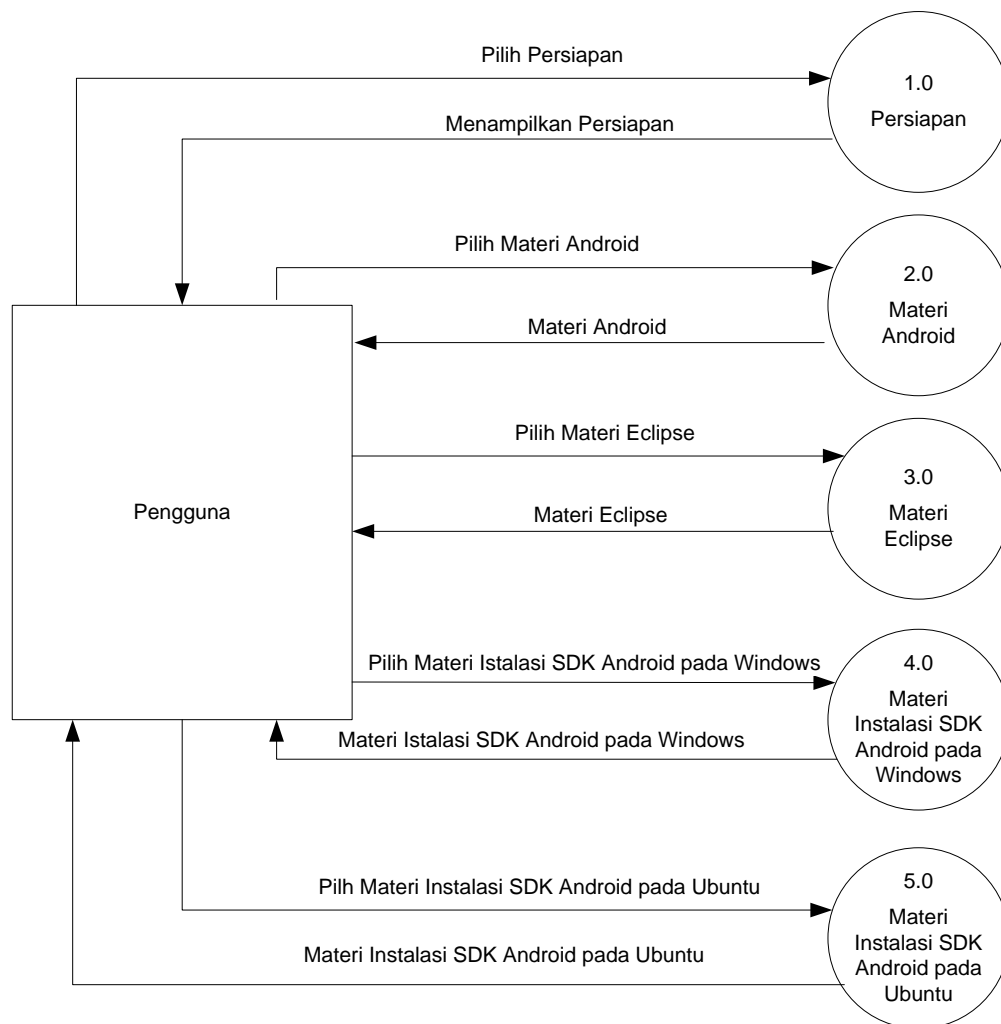 Pilih Persiapan
1.0
Persiapan
Menampilkan Persiapan
Pilih Materi Android
2.0
Materi
Android
Materi Android
Pilih Materi Eclipse
3.0
Materi
Eclipse
Materi Eclipse
Pengguna
Pilih Materi Istalasi SDK Android pada Windows
4.0
Materi
Instalasi SDK
Android pada
Windows
Materi Istalasi SDK Android pada Windows
Pilh Materi Instalasi SDK Android pada Ubuntu
5.0
Materi
Instalasi SDK
Android pada
Ubuntu
Materi Instalasi SDK Android pada Ubuntu